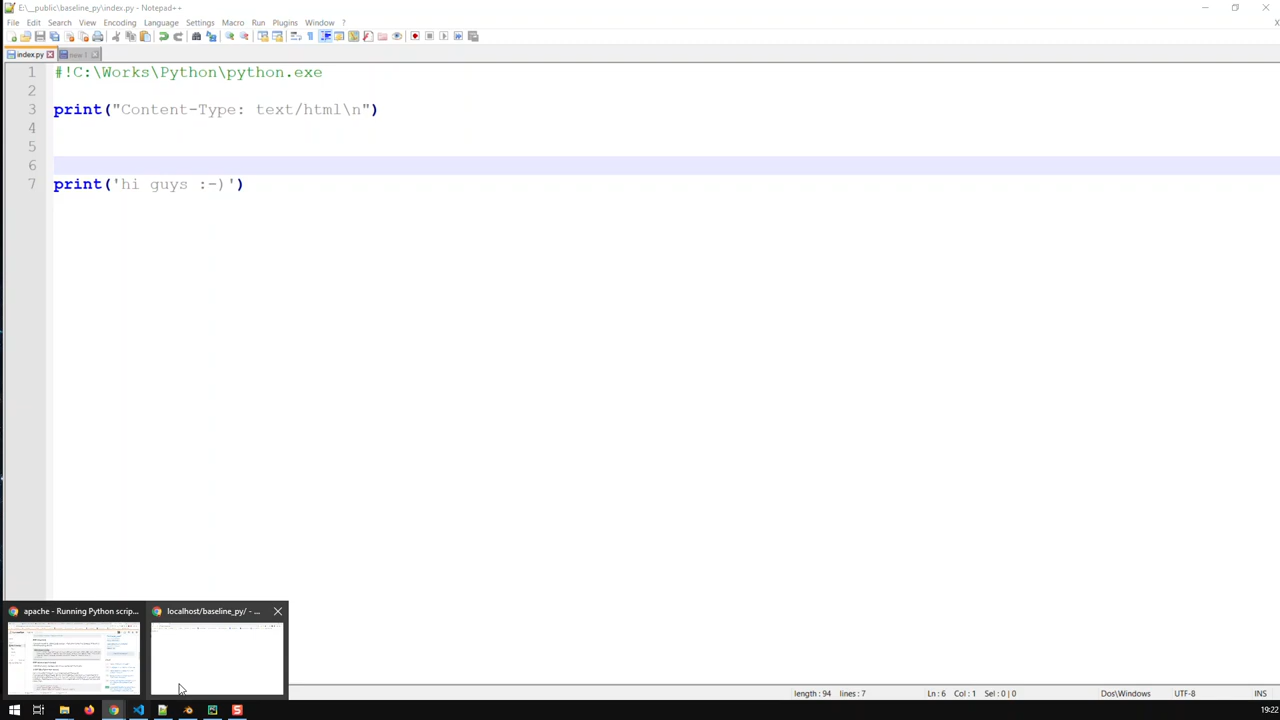 E:\__public\baseline_py\index.py - Notepad++
File Edit Search View Encoding Language Settings Macro Run Plugins Window ?
X
index.py new 1
1 #!C:\Works\Python\python.exe
2
3 print("Content-Type: text/html\n")
4
5
6
7 print('hi guys :-)')
apache - Running Python scrip... localhost/baseline_py/ - ...
length : 94 lines : 7 Ln : 6 Col : 1 Sel : 0 | 0 Dos\Windows UTF-8 INS
19:22